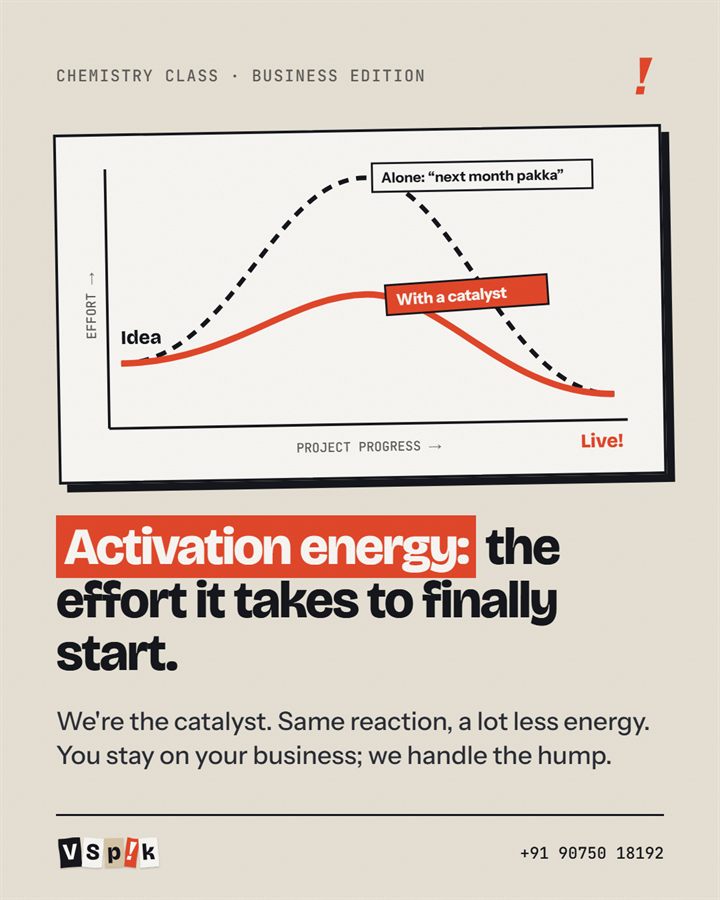 CHEMISTRY CLASS · BUSINESS EDITION
!
Alone: “next month pakka”
With a catalyst
EFFORT →
Idea
PROJECT PROGRESS →
Live!
Activation energy: the
effort it takes to finally
start.
We're the catalyst. Same reaction, a lot less energy.
You stay on your business; we handle the hump.
VSp!k
+91 90750 18192